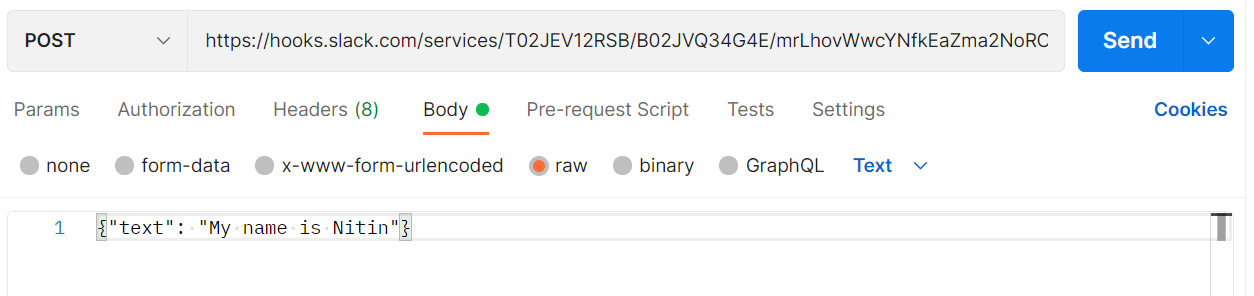 POST https://hooks.slack.com/services/T02JEV12RSB/B02JVQ34G4E/mrLhovWwcYNfkEaZma2NoRC Send
Params Authorization Headers (8) Body Pre-request Script Tests Settings Cookies
none form-data x-www-form-urlencoded raw binary GraphQL Text
1 {"text": "My name is Nitin"}